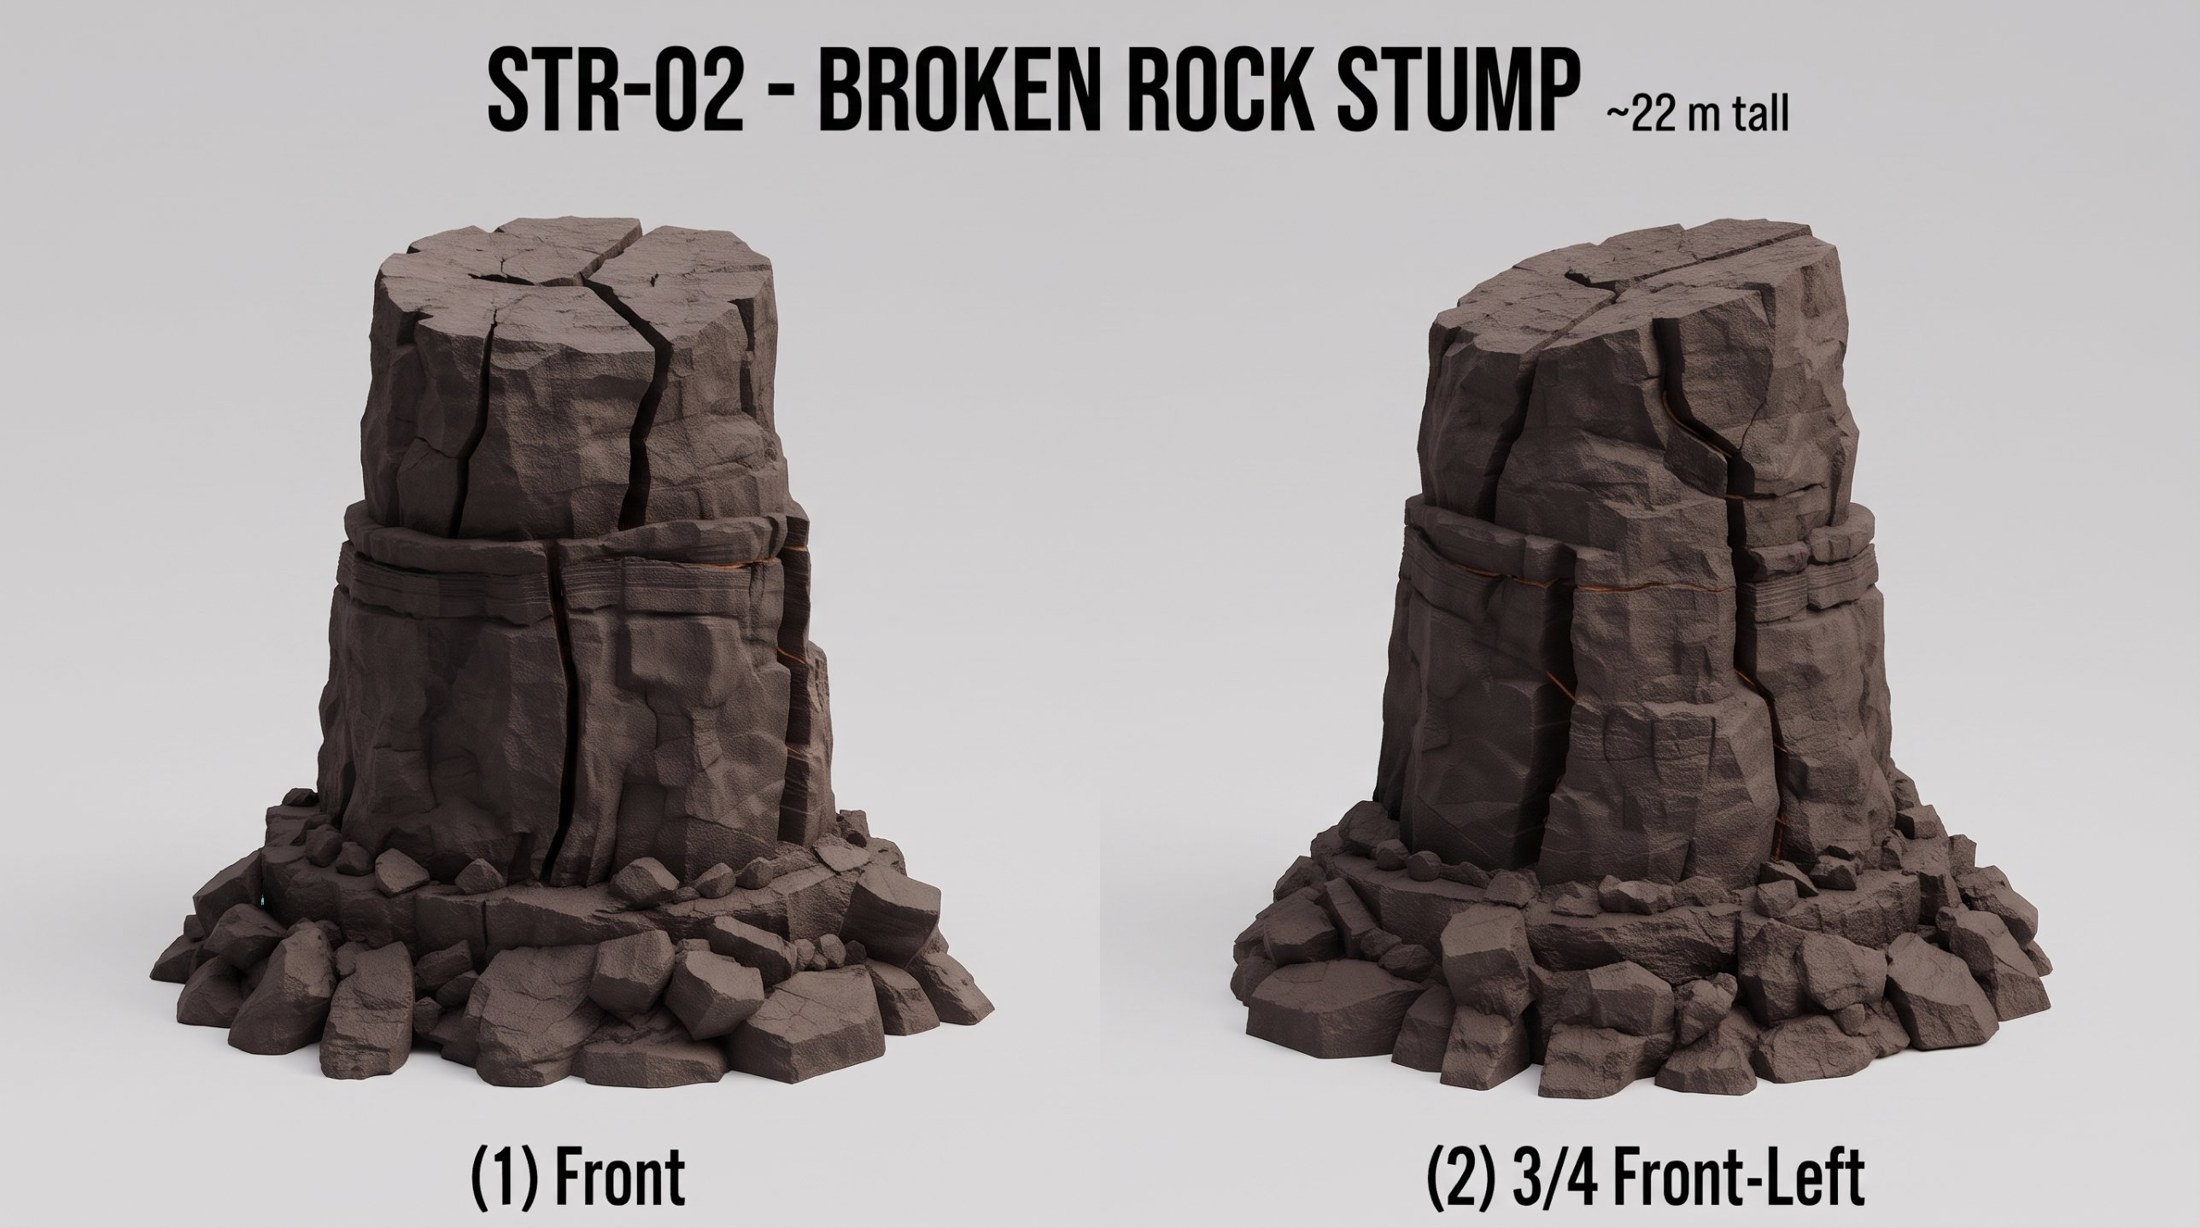 STR-02 - BROKEN ROCK STUMP ~22 m tall
(1) Front
(2) 3/4 Front-Left